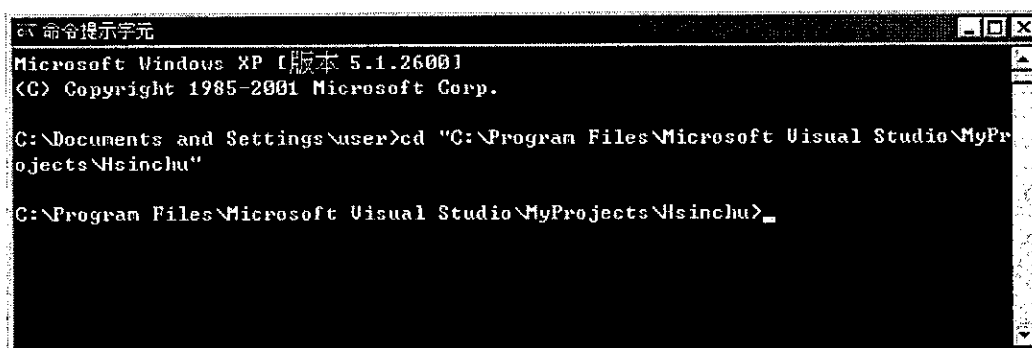 命令提示字元
Microsoft Windows XP [版本 5.1.2600]
(C) Copyright 1985-2001 Microsoft Corp.
C:\Documents and Settings\user>cd "C:\Program Files\Microsoft Visual Studio\MyPr
ojects\Hsinchu"
C:\Program Files\Microsoft Visual Studio\MyProjects\Hsinchu>_